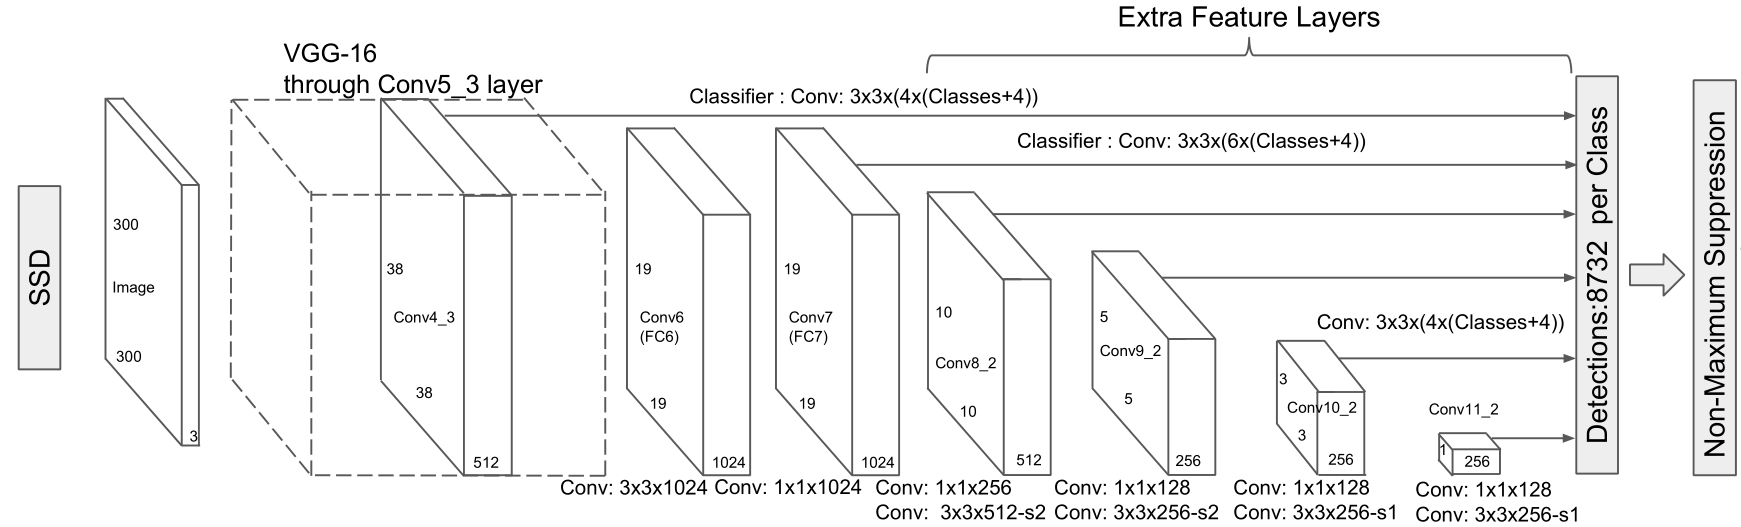 Extra Feature Layers
VGG-16
through Conv5_3 layer
Classifier : Conv: 3x3x(4x(Classes+4))
Classifier : Conv: 3x3x(6x(Classes+4))
SSD
300
Image
300
3
38
Conv4_3
38
512
19
Conv6
(FC6)
19
1024
19
Conv7
(FC7)
19
1024
10
Conv8_2
10
512
5
Conv9_2
5
256
Conv: 3x3x(4x(Classes+4))
3
Conv10_2
3
256
Conv11_2
1
256
Detections:8732 per Class
Non-Maximum Suppression
Conv: 3x3x1024
Conv: 1x1x1024
Conv: 1x1x256
Conv: 3x3x512-s2
Conv: 1x1x128
Conv: 3x3x256-s2
Conv: 1x1x128
Conv: 3x3x256-s1
Conv: 1x1x128
Conv: 3x3x256-s1